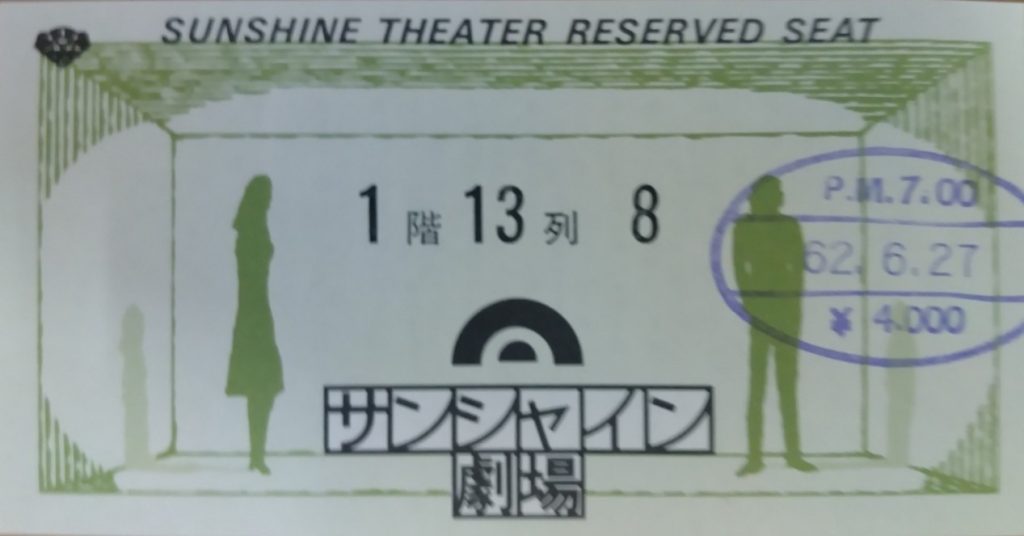 SUNSHINE THEATER RESERVED SEAT
1 階 13 列 8
P.M.7.00
62. 6.27
¥ 4.000
サンシャイン
劇場